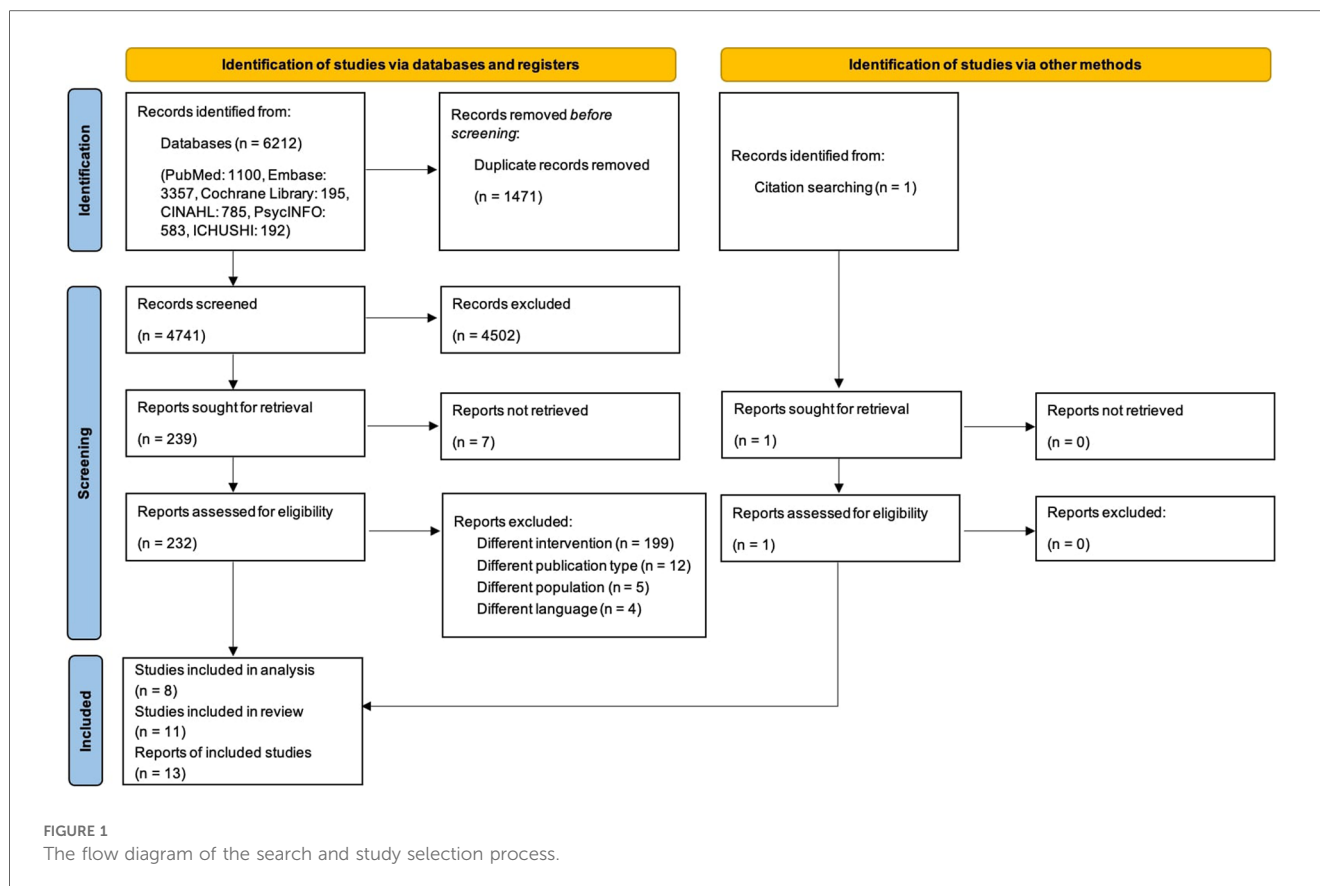 Identification of studies via databases and registers
Identification of studies via other methods
Identification
Records identified from:
Databases (n = 6212)
(PubMed: 1100, Embase:
3357, Cochrane Library: 195,
CINAHL: 785, PsycINFO:
583, ICHUSHI: 192)
Records removed before
screening:
Duplicate records removed
(n = 1471)
Records identified from:
Citation searching (n = 1)
Screening
Records screened
(n = 4741)
Records excluded
(n = 4502)
Reports sought for retrieval
(n = 239)
Reports not retrieved
(n = 7)
Reports sought for retrieval
(n = 1)
Reports not retrieved
(n = 0)
Reports assessed for eligibility
(n = 232)
Reports excluded:
Different intervention (n = 199)
Different publication type (n = 12)
Different population (n = 5)
Different language (n = 4)
Reports assessed for eligibility
(n = 1)
Reports excluded:
(n = 0)
Included
Studies included in analysis
(n = 8)
Studies included in review
(n = 11)
Reports of included studies
(n = 13)
FIGURE 1
The flow diagram of the search and study selection process.